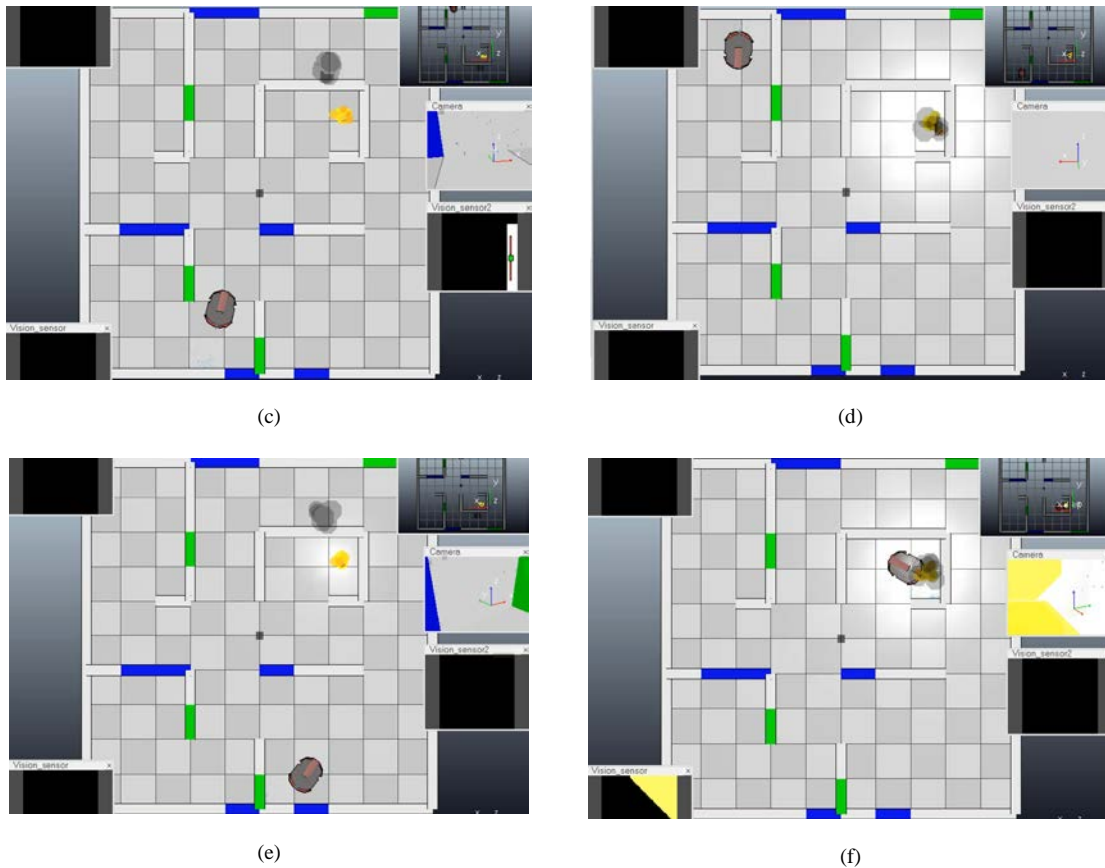 y
x z
Camera ×
Vision_sensor2
Vision_sensor ×
x z
(c)
y
x z
Camera
Vision_sensor2
Vision_sensor ×
x z
(d)
y
x z
Camera ×
Vision_sensor2
Vision_sensor ×
x z
(e)
y
Camera
Vision_sensor2
Vision_sensor ×
x z
(f)